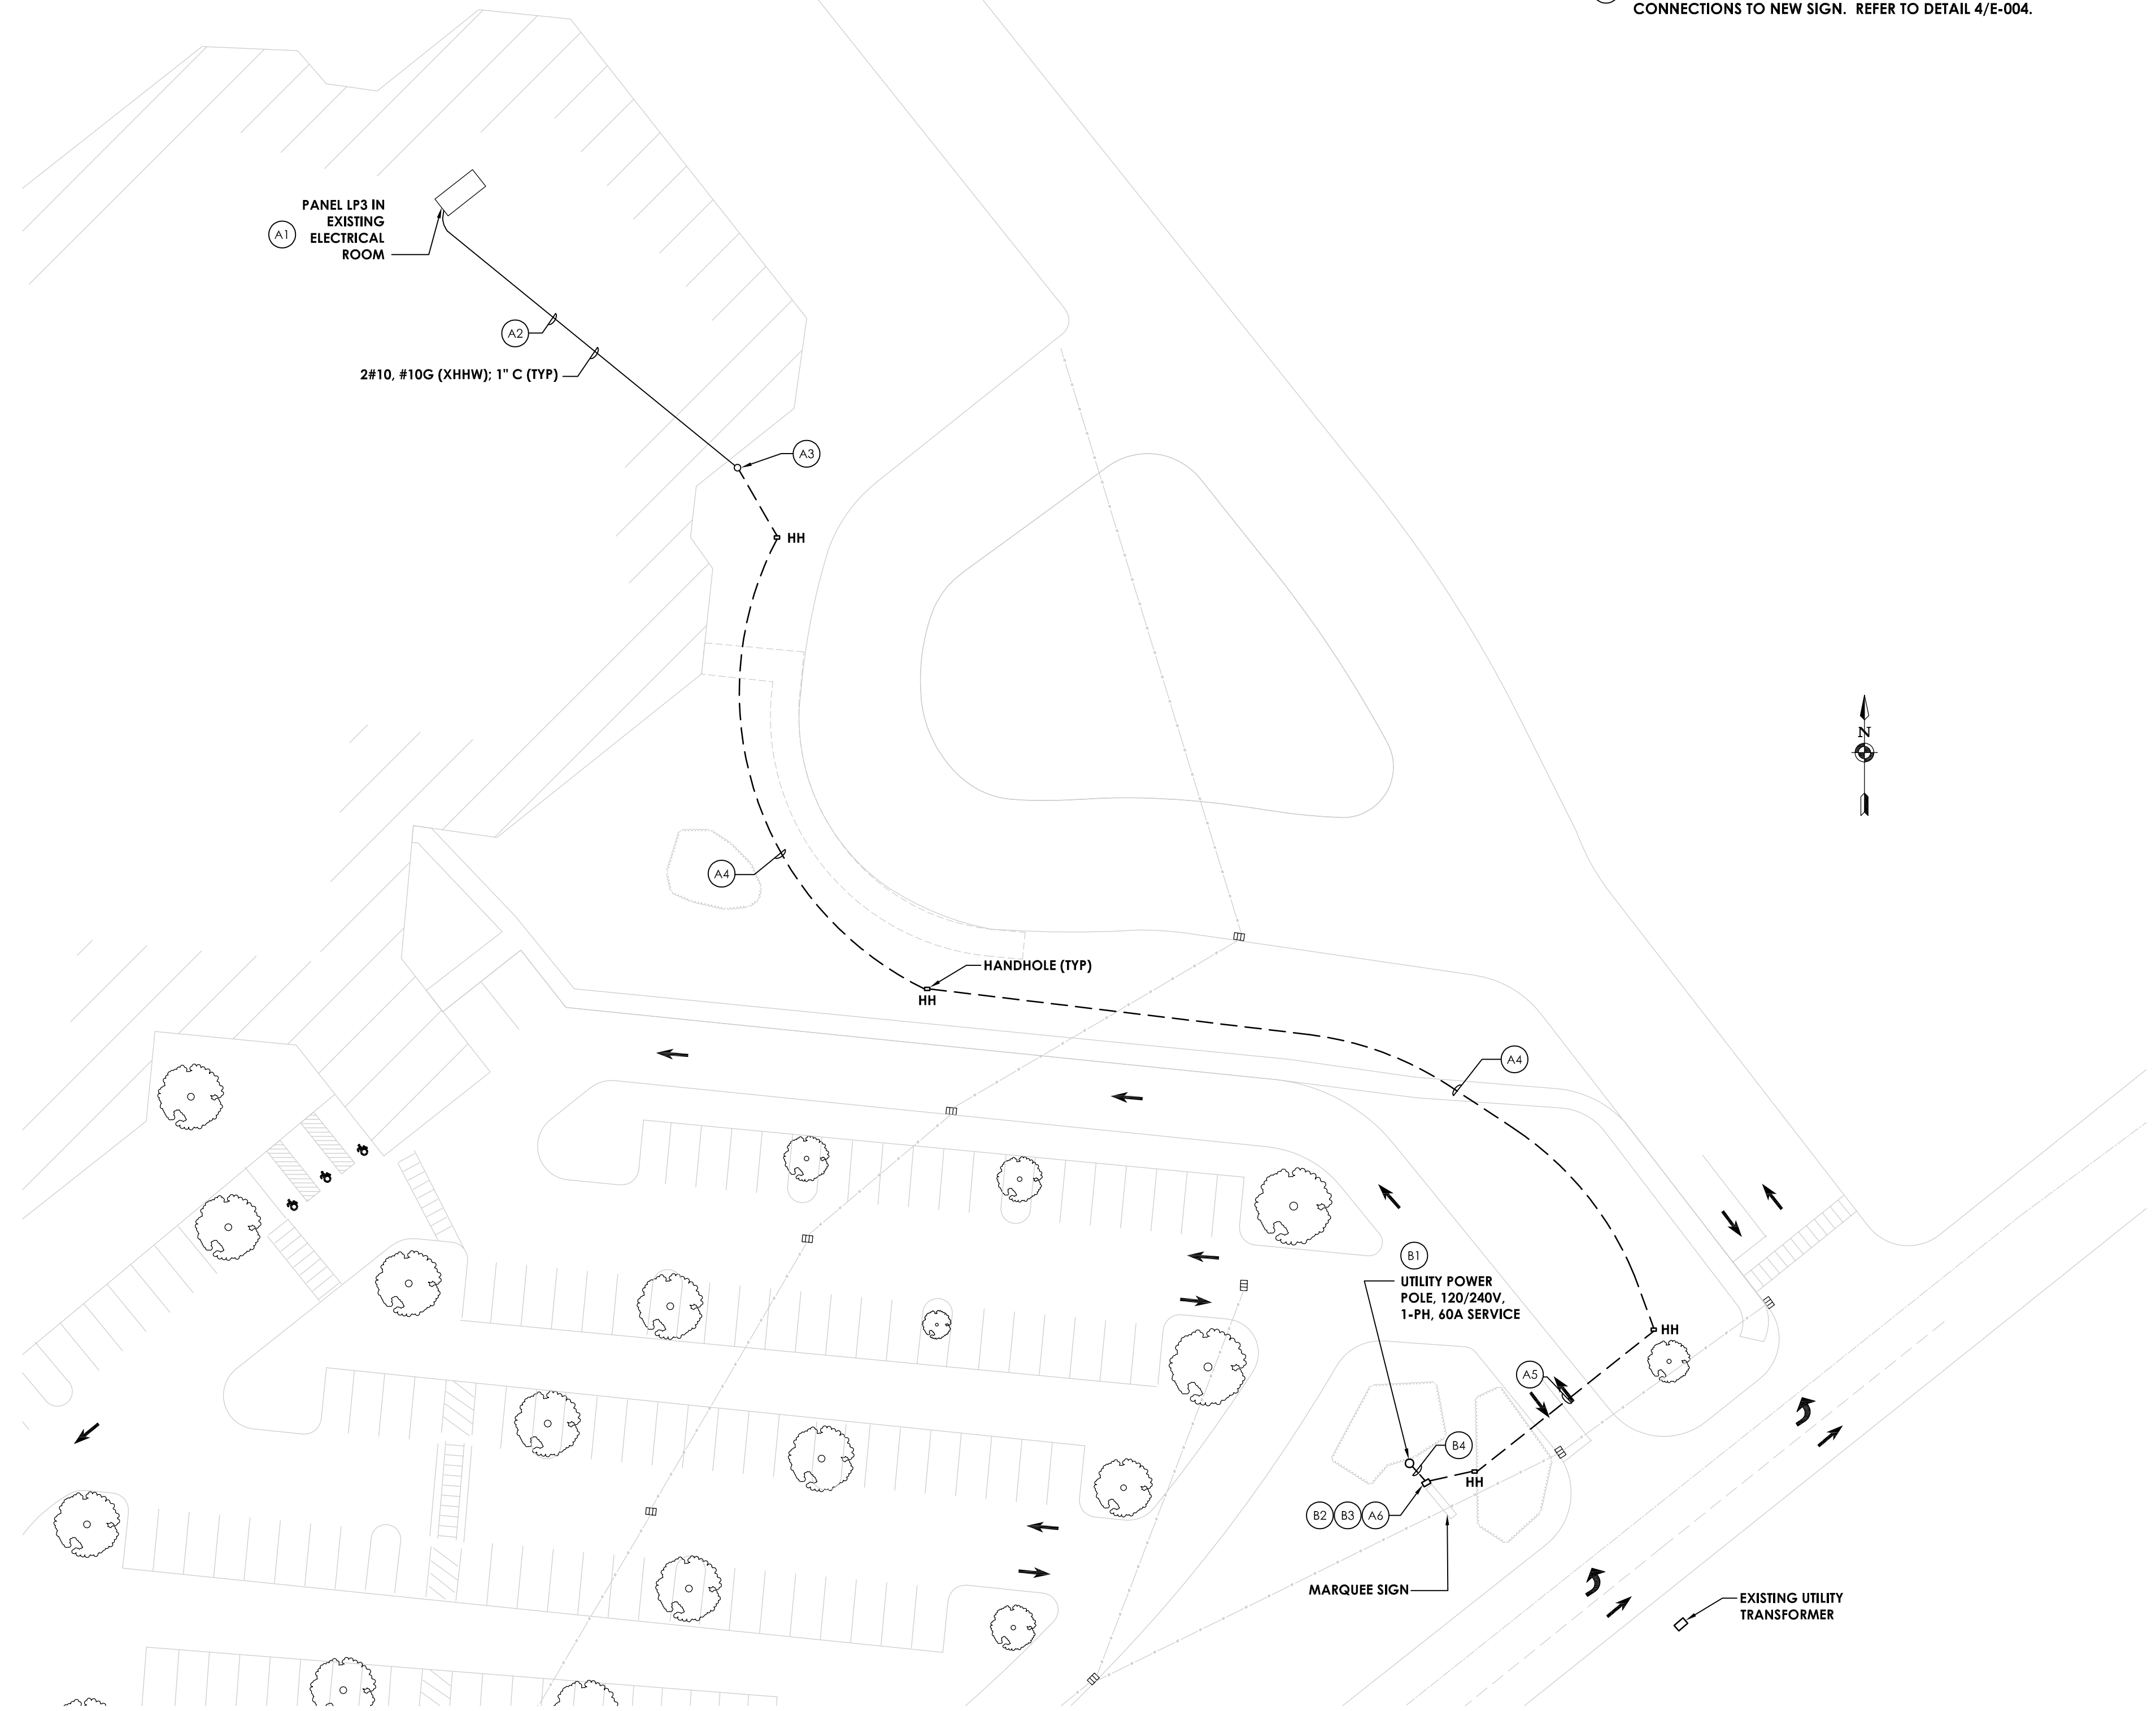 CONNECTIONS TO NEW SIGN. REFER TO DETAIL 4/E-004.
PANEL LP3 IN
EXISTING
ELECTRICAL
ROOM
A1
A2
2#10, #10G (XHHW); 1" C (TYP)
A3
HH
N
A4
HANDHOLE (TYP)
HH
A4
B1
UTILITY POWER
POLE, 120/240V,
1-PH, 60A SERVICE
HH
A5
B4
HH
B2 B3 A6
MARQUEE SIGN
EXISTING UTILITY
TRANSFORMER